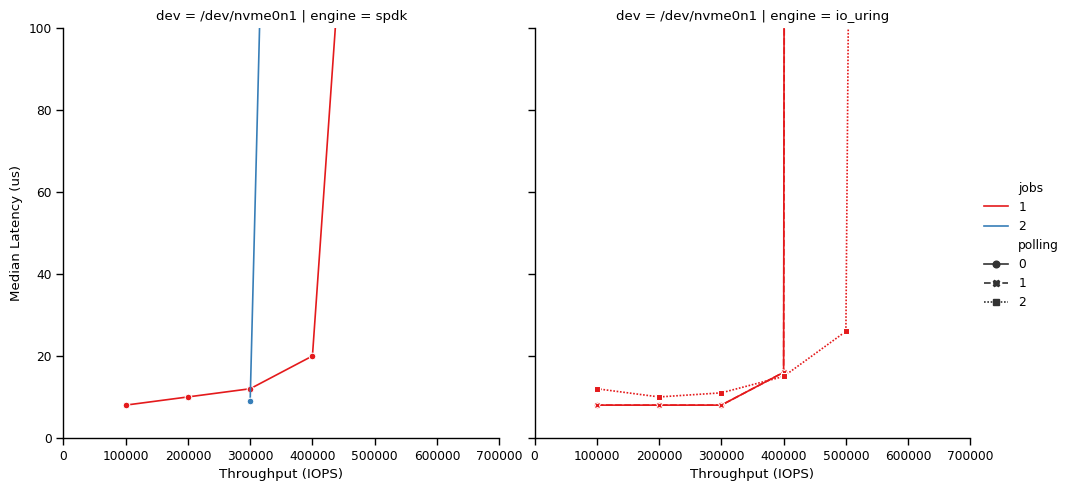 dev = /dev/nvme0n1 | engine = spdk
dev = /dev/nvme0n1 | engine = io_uring
100
80
60
40
20
0
Median Latency (us)
0 100000 200000 300000 400000 500000 600000 700000
0 100000 200000 300000 400000 500000 600000 700000
Throughput (IOPS)
Throughput (IOPS)
jobs
1
2
polling
0
1
2